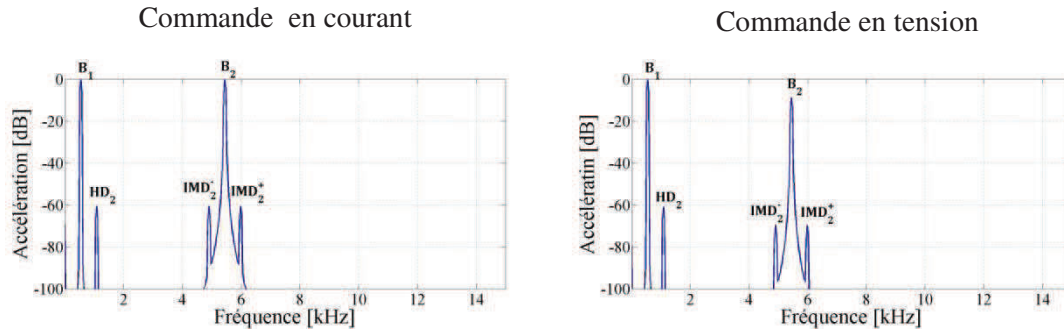 Commande en courant
B1
B2
HD2
IMD2-
IMD2+
0
-20
-40
-60
-80
-100
2 4 6 8 10 12 14
Accélération [dB]
Fréquence [kHz]
Commande en tension
B1
B2
HD2
IMD2-
IMD2+
0
-20
-40
-60
-80
-100
2 4 6 8 10 12 14
Accélératin [dB]
Fréquence [kHz]